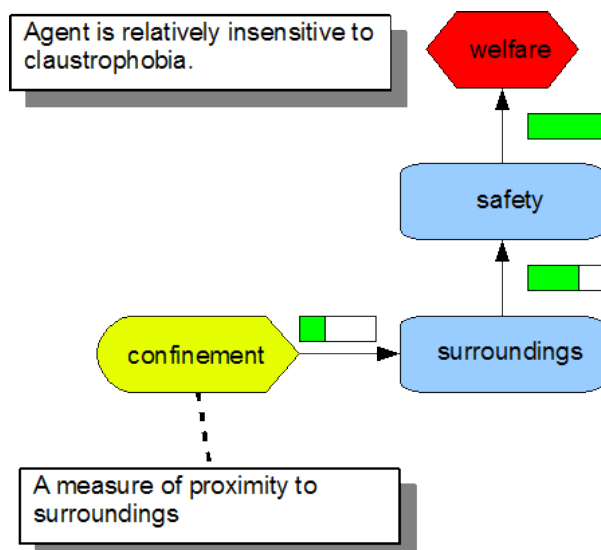 Agent is relatively insensitive to
claustrophobia.
welfare
safety
confinement
surroundings
A measure of proximity to
surroundings